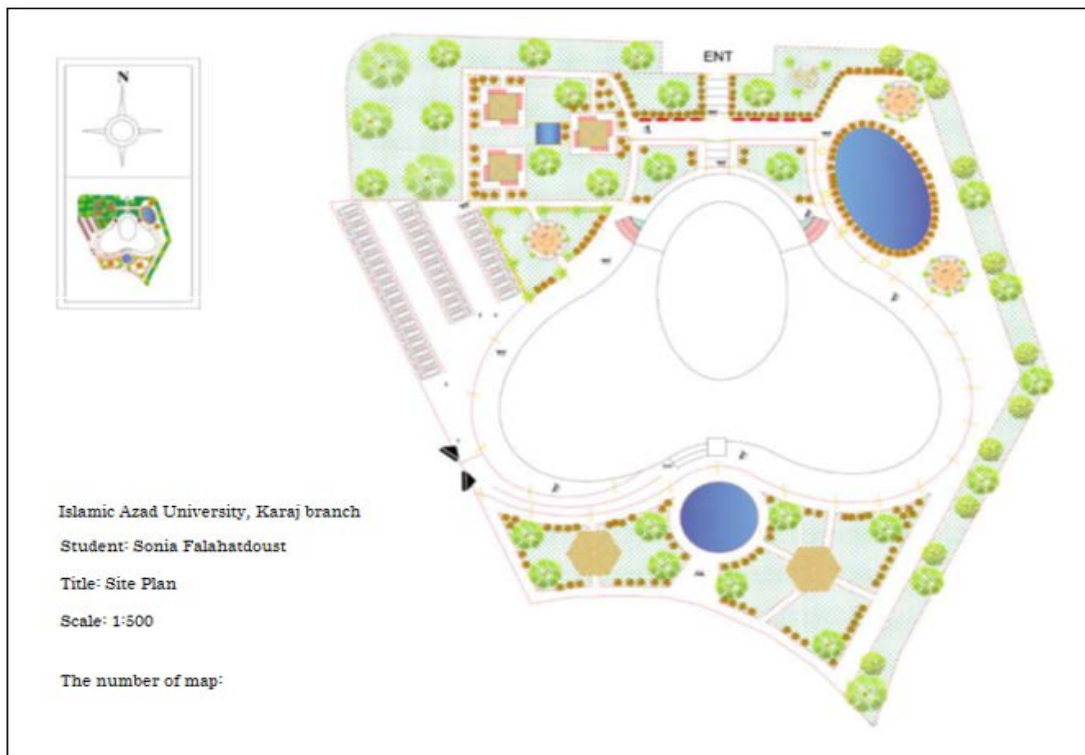 N
ENT
Islamic Azad University, Karaj branch
Student: Sonia Falahatdoust
Title: Site Plan
Scale: 1:500
The number of map: